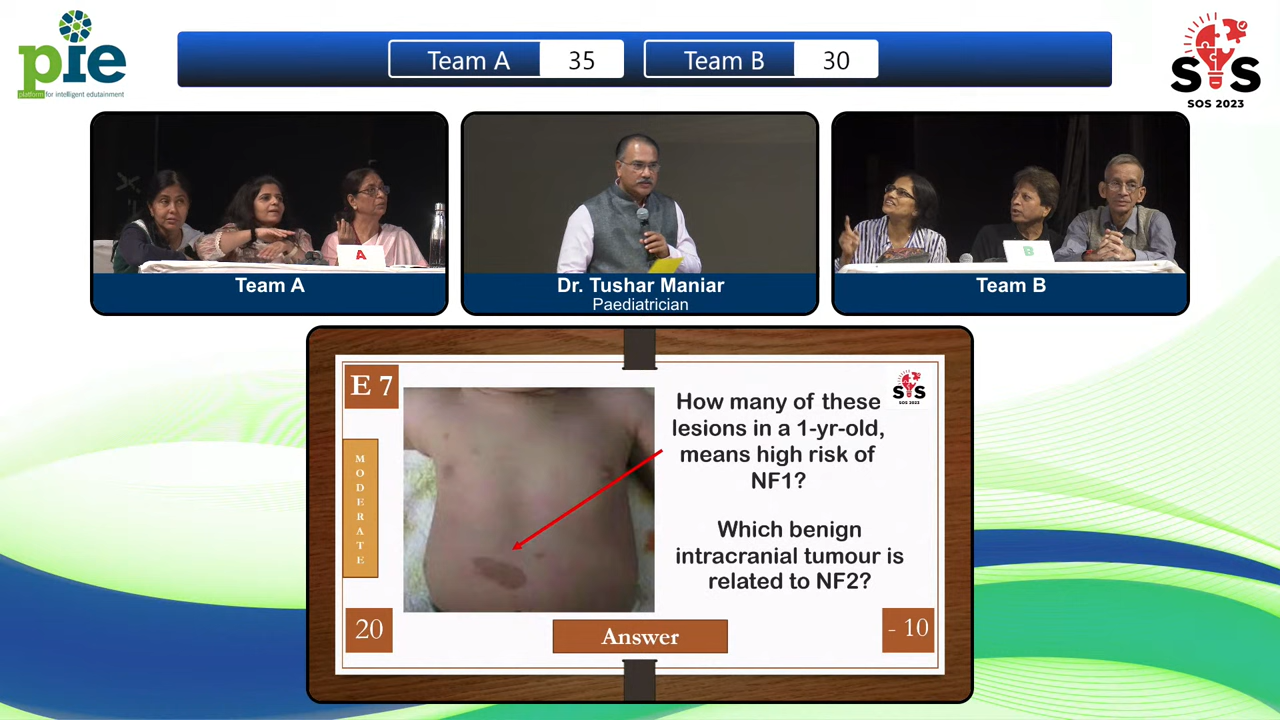 pie
platform for intelligent edutainment
Team A 35 Team B 30
SOS
SOS 2023
A
B
Team A
Dr. Tushar Maniar
Paediatrician
Team B
E 7
MODERATE
SOS
SOS 2023
How many of these
lesions in a 1-yr-old,
means high risk of
NF1?
Which benign
intracranial tumour is
related to NF2?
20
Answer
- 10